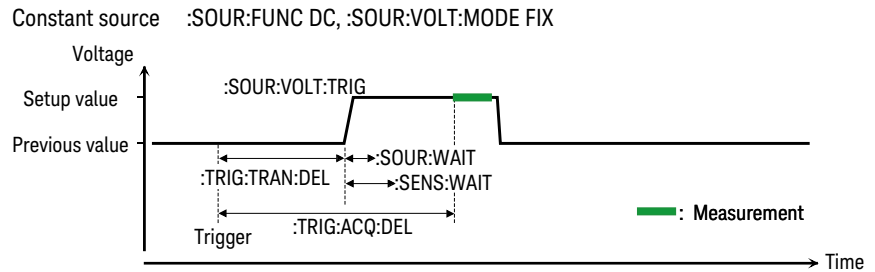 Constant source :SOUR:FUNC DC, :SOUR:VOLT:MODE FIX
Voltage
:SOUR:VOLT:TRIG
Setup value
Previous value
:SOUR:WAIT
:TRIG:TRAN:DEL
:SENS:WAIT
: Measurement
:TRIG:ACQ:DEL
Trigger
Time